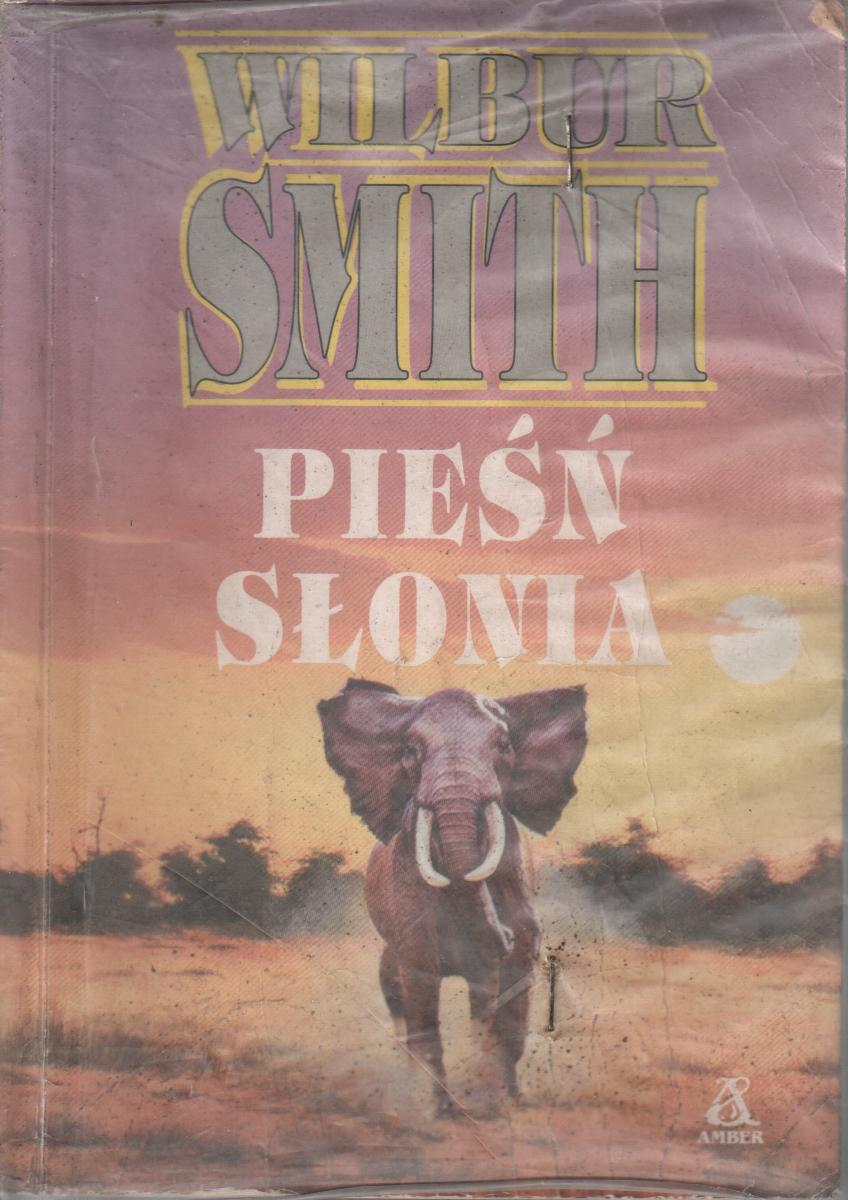 WILBUR
SMITH
PIEŚŃ
SŁONIA
AMBER